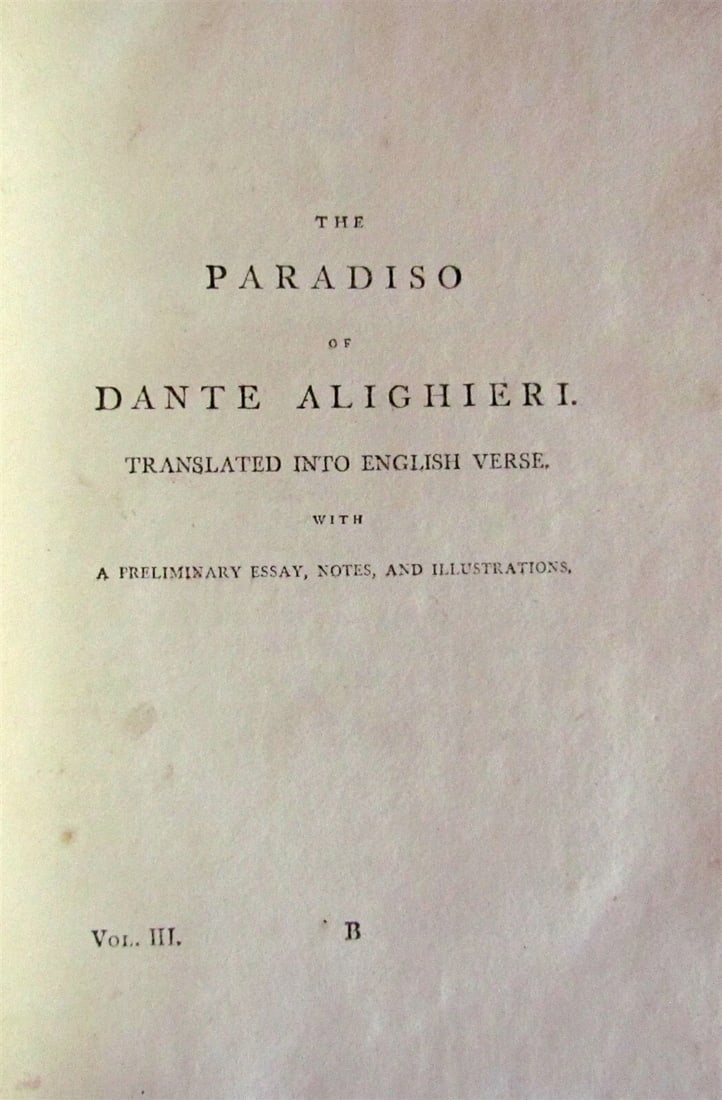 THE
PARADISO
OF
DANTE ALIGHIERI.
TRANSLATED INTO ENGLISH VERSE.
WITH
A PRELIMINARY ESSAY, NOTES, AND ILLUSTRATIONS.
VOL. III. B